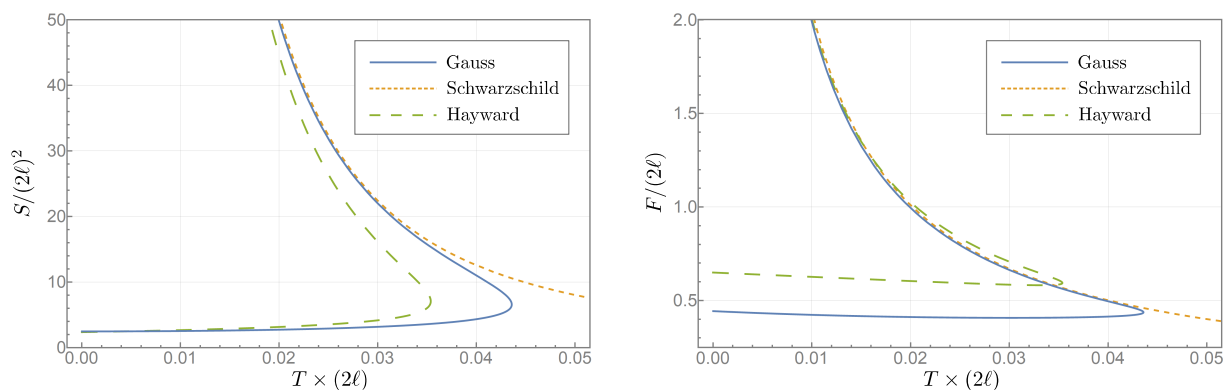 50
40
30
20
10
0
S/(2ℓ)²
Gauss
Schwarzschild
Hayward
0.00 0.01 0.02 0.03 0.04 0.05
T × (2ℓ)
2.0
1.5
1.0
0.5
F/(2ℓ)
Gauss
Schwarzschild
Hayward
0.00 0.01 0.02 0.03 0.04 0.05
T × (2ℓ)